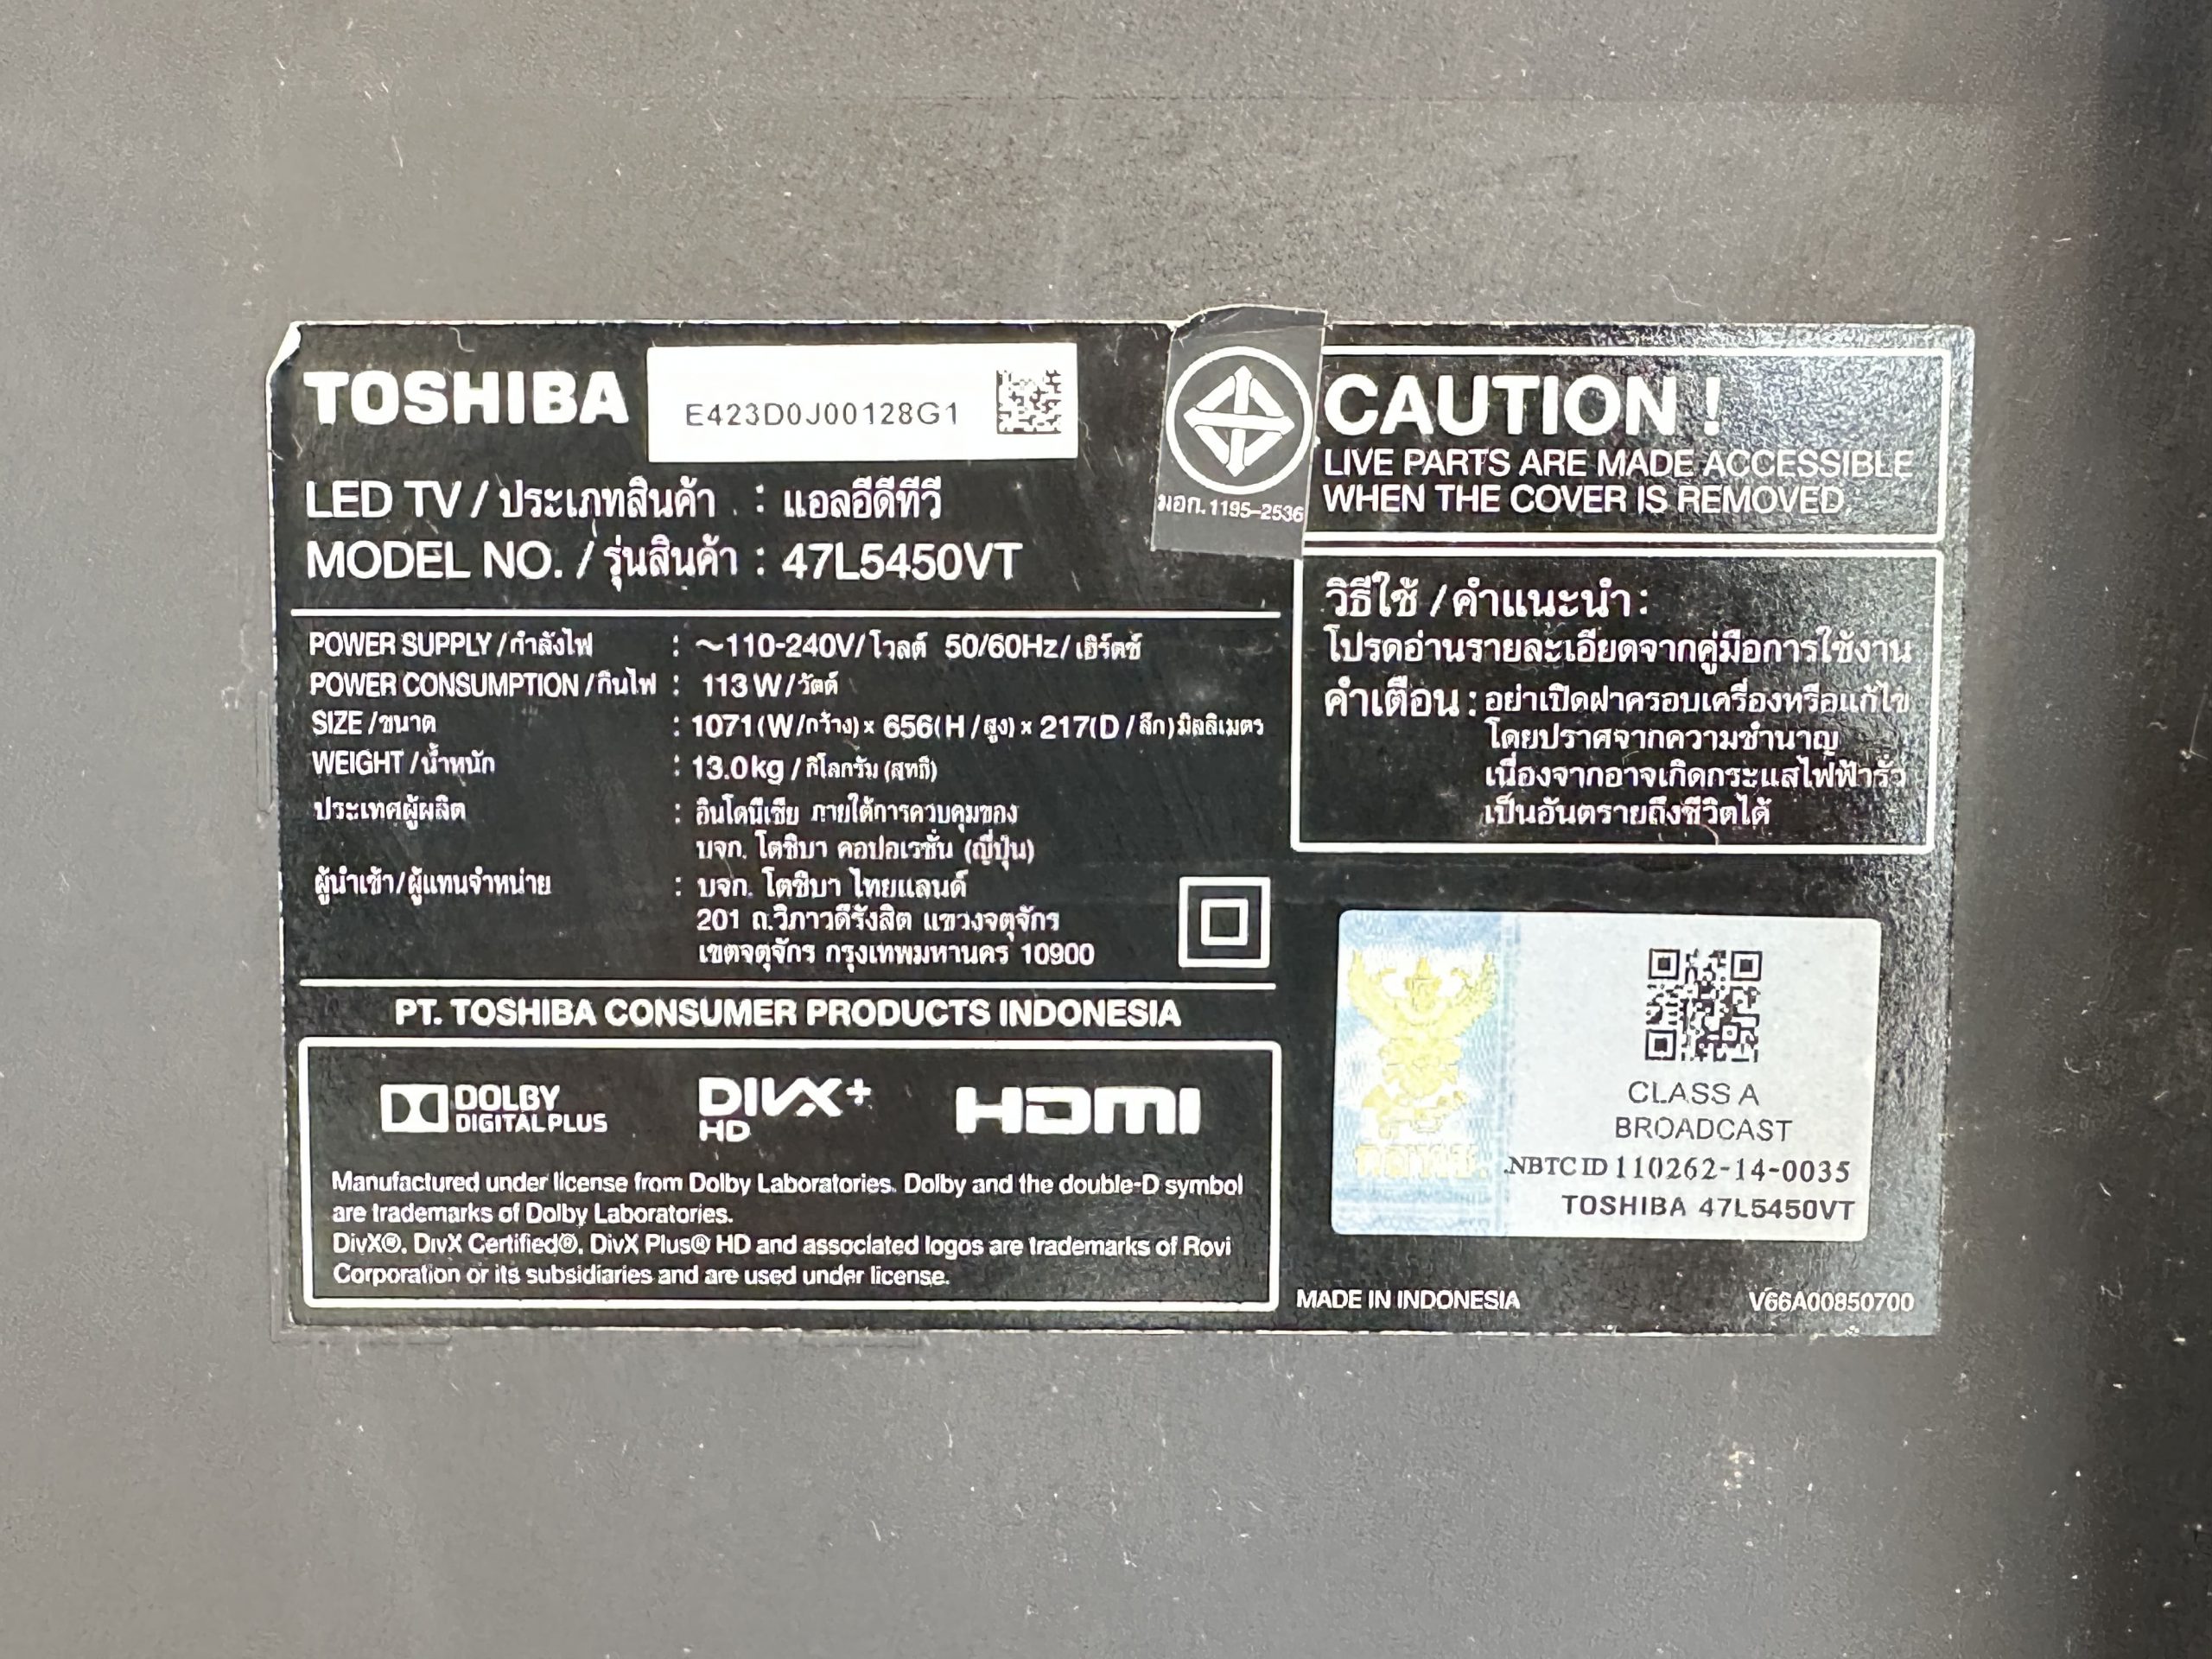 TOSHIBA
E423D0J00128G1
LED TV / ประเภทสินค้า : แอลอีดีทีวี
MODEL NO. / รุ่นสินค้า : 47L5450VT
POWER SUPPLY /กำลังไฟ : ~110-240V/ โวลต์ 50/60Hz/ เฮิร์ตซ์
POWER CONSUMPTION /กินไฟ : 113 W / วัตต์
SIZE /ขนาด : 1071(W/กว้าง) x 656(H /สูง) x 217(D / ลึก) มิลลิเมตร
WEIGHT /น้ำหนัก : 13.0kg / กิโลกรัม (สุทธิ)
ประเทศผู้ผลิต : อินโดนีเซีย ภายใต้การควบคุมของ
บจก. โตชิบา คอปอเรชั่น (ญี่ปุ่น)
ผู้นำเข้า/ผู้แทนจำหน่าย : บจก. โตชิบา ไทยแลนด์
201 ถ.วิภาวดีรังสิต แขวงจตุจักร
เขตจตุจักร กรุงเทพมหานคร 10900
PT. TOSHIBA CONSUMER PRODUCTS INDONESIA
DOLBY
DIGITAL PLUS
DIVX+
HD
HDMI
Manufactured under license from Dolby Laboratories. Dolby and the double-D symbol
are trademarks of Dolby Laboratories.
DivX®, DivX Certified®, DivX Plus® HD and associated logos are trademarks of Rovi
Corporation or its subsidiaries and are used under license.
มอก. 1195-2536
CAUTION !
LIVE PARTS ARE MADE ACCESSIBLE
WHEN THE COVER IS REMOVED.
วิธีใช้ / คำแนะนำ :
โปรดอ่านรายละเอียดจากคู่มือการใช้งาน
คำเตือน : อย่าเปิดฝาครอบเครื่องหรือแก้ไข
โดยปราศจากความชำนาญ
เนื่องจากอาจเกิดกระแสไฟฟ้ารั่ว
เป็นอันตรายถึงชีวิตได้
กสทช.
CLASS A
BROADCAST
NBTC ID 110262-14-0035
TOSHIBA 47L5450VT
MADE IN INDONESIA
V66A00850700